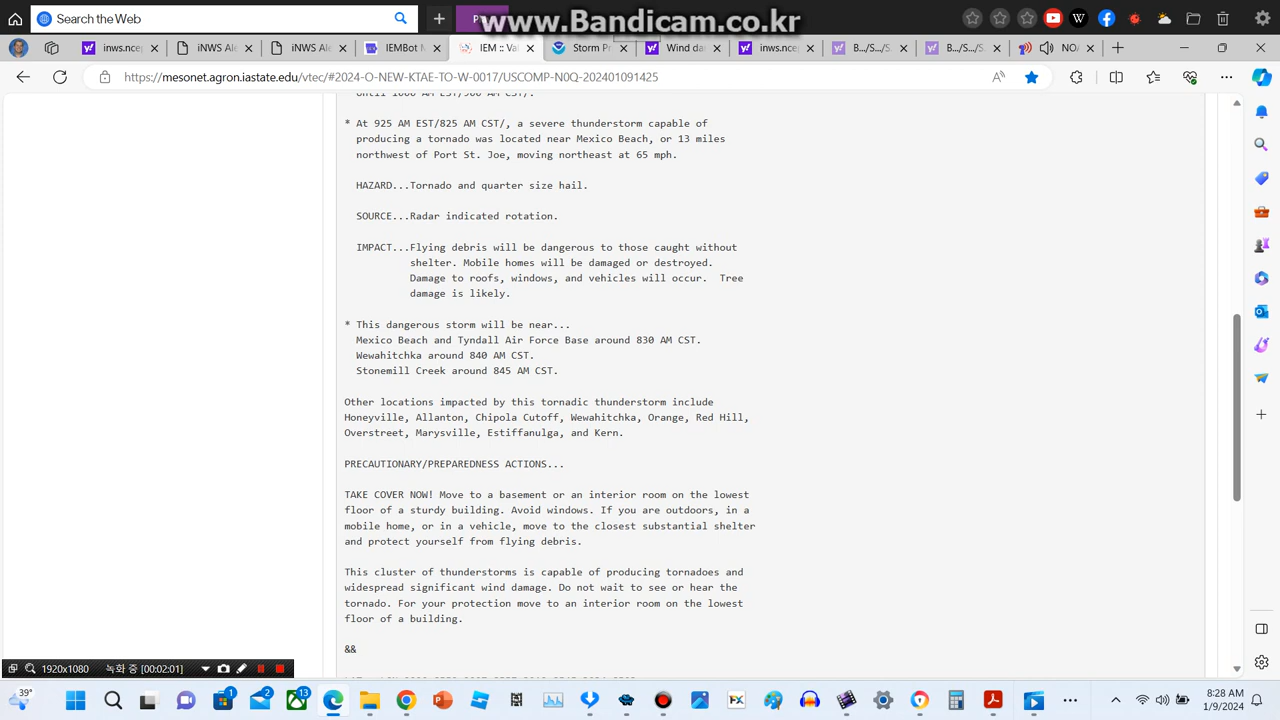 www.Bandicam.co.kr
Search the Web
inws.ncep
iNWS Ale
iNWS Ale
IEMBot M
IEM :: Val
Storm Pr
Wind da
inws.ncep
B.../S.../S
B.../S.../S
NOA
https://mesonet.agron.iastate.edu/vtec/#2024-O-NEW-KTAE-TO-W-0017/USCOMP-N0Q-202401091425
Until 1000 AM EST/900 AM CST/.
* At 925 AM EST/825 AM CST/, a severe thunderstorm capable of
producing a tornado was located near Mexico Beach, or 13 miles
northwest of Port St. Joe, moving northeast at 65 mph.
HAZARD...Tornado and quarter size hail.
SOURCE...Radar indicated rotation.
IMPACT...Flying debris will be dangerous to those caught without
shelter. Mobile homes will be damaged or destroyed.
Damage to roofs, windows, and vehicles will occur. Tree
damage is likely.
* This dangerous storm will be near...
Mexico Beach and Tyndall Air Force Base around 830 AM CST.
Wewahitchka around 840 AM CST.
Stonemill Creek around 845 AM CST.
Other locations impacted by this tornadic thunderstorm include
Honeyville, Allanton, Chipola Cutoff, Wewahitchka, Orange, Red Hill,
Overstreet, Marysville, Estiffanulga, and Kern.
PRECAUTIONARY/PREPAREDNESS ACTIONS...
TAKE COVER NOW! Move to a basement or an interior room on the lowest
floor of a sturdy building. Avoid windows. If you are outdoors, in a
mobile home, or in a vehicle, move to the closest substantial shelter
and protect yourself from flying debris.
This cluster of thunderstorms is capable of producing tornadoes and
widespread significant wind damage. Do not wait to see or hear the
tornado. For your protection move to an interior room on the lowest
floor of a building.
&&
1920x1080 녹화 중 [00:02:01]
39°
1
2
13
8:28 AM
1/9/2024